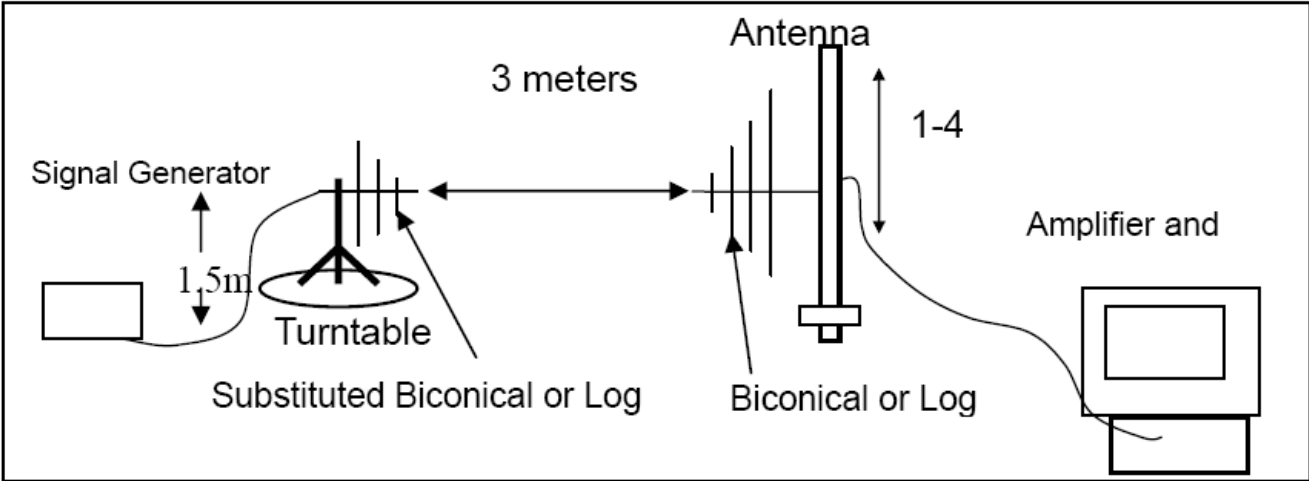 Antenna
3 meters
1-4
Signal Generator
Amplifier and
1.5m
Turntable
Substituted Biconical or Log
Biconical or Log